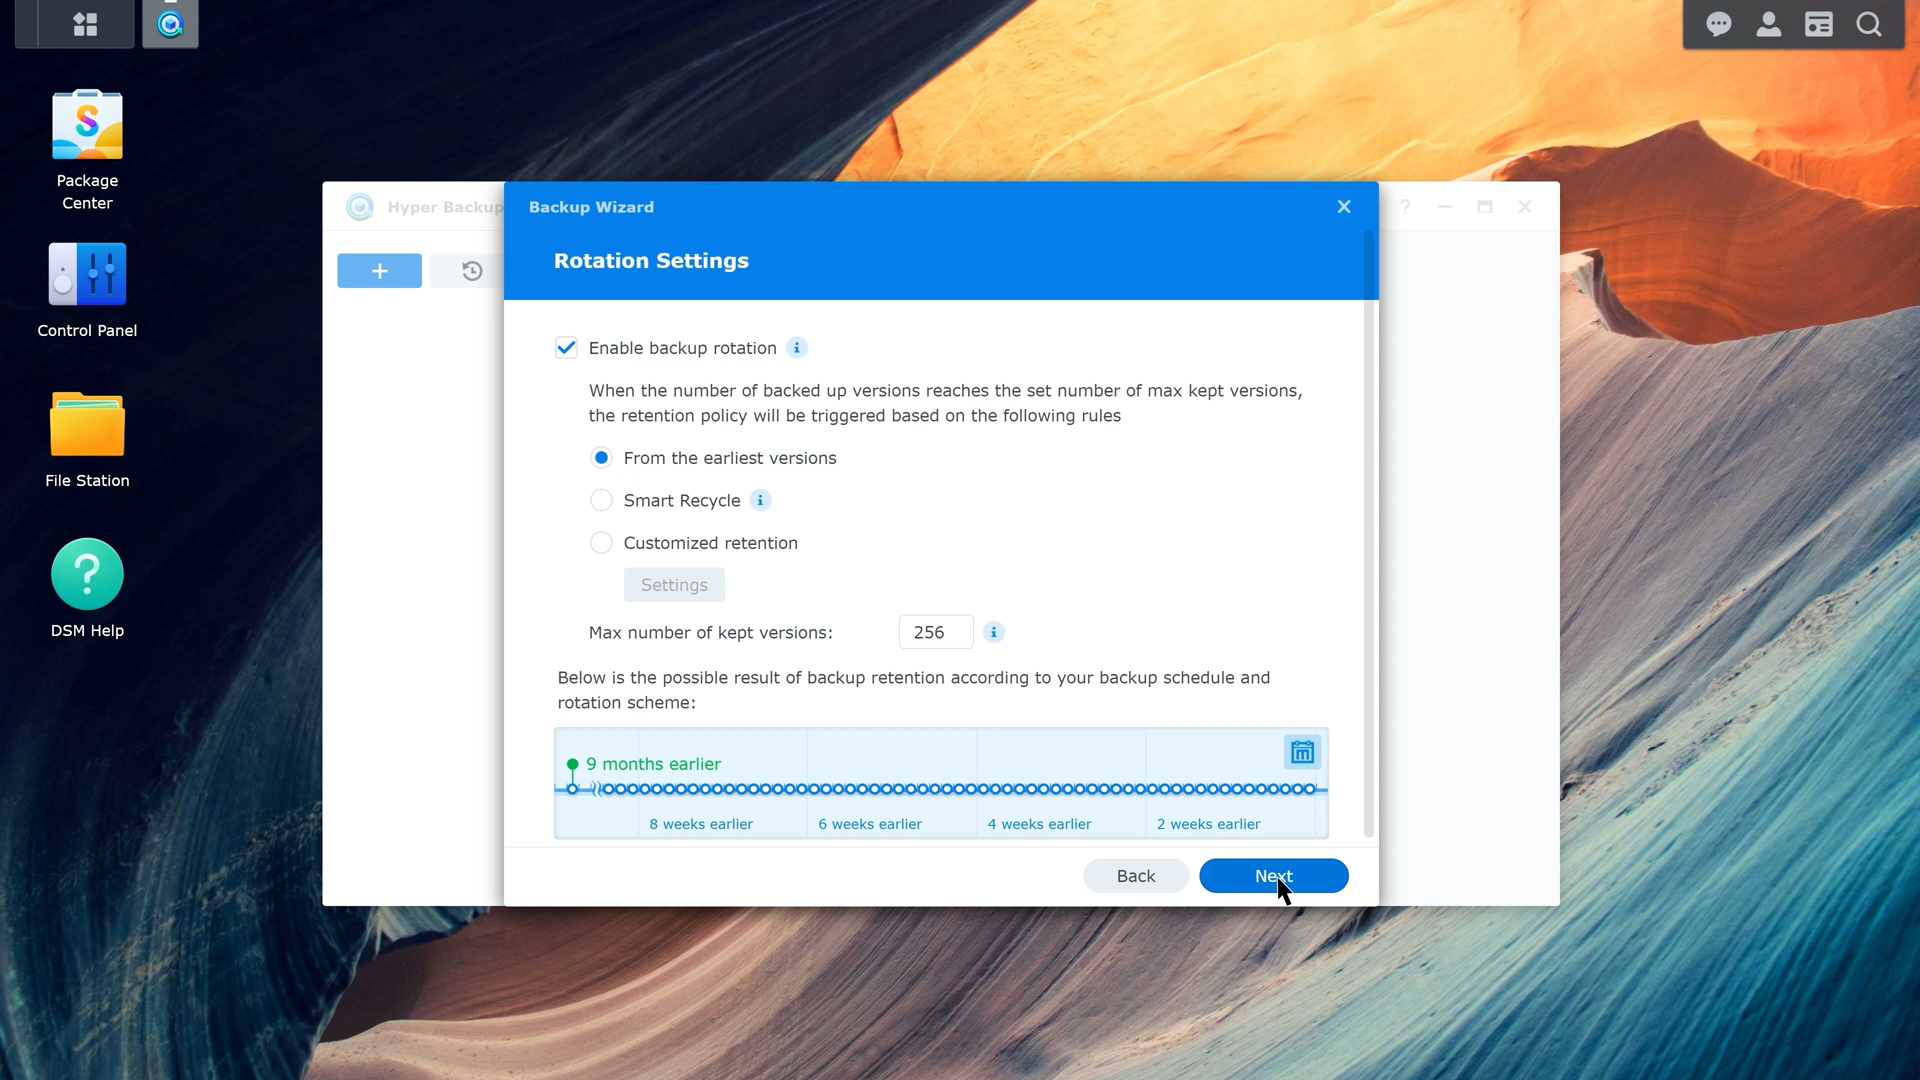 Package
Center
Control Panel
File Station
DSM Help
Hyper Backup
Backup Wizard
Rotation Settings
Enable backup rotation
When the number of backed up versions reaches the set number of max kept versions,
the retention policy will be triggered based on the following rules
From the earliest versions
Smart Recycle
Customized retention
Settings
Max number of kept versions: 256
Below is the possible result of backup retention according to your backup schedule and
rotation scheme:
9 months earlier
8 weeks earlier 6 weeks earlier 4 weeks earlier 2 weeks earlier
Back Next